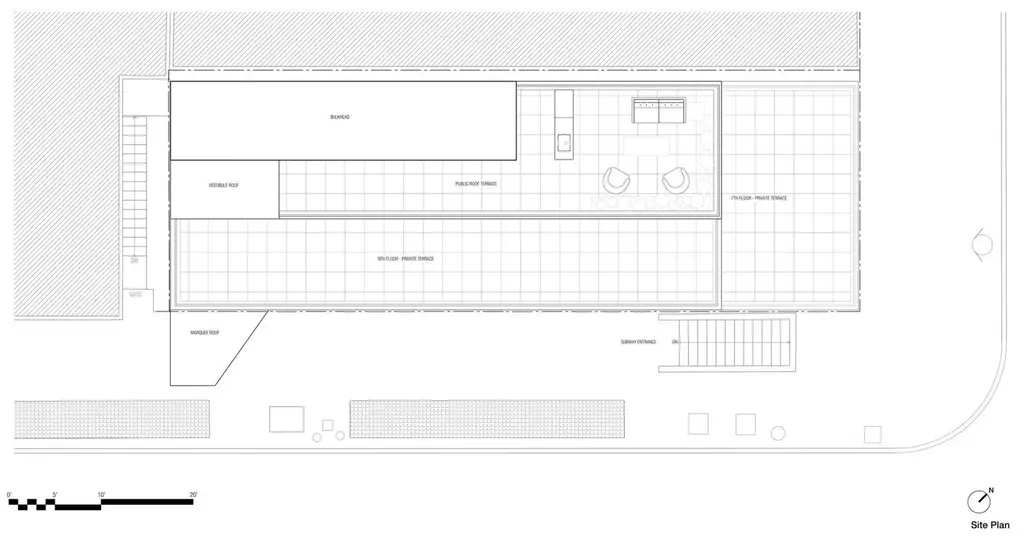 BULKHEAD
VESTIBULE ROOF
PUBLIC ROOF TERRACE
7TH FLOOR - PRIVATE TERRACE
8TH FLOOR - PRIVATE TERRACE
DN
GATE
MARQUEE ROOF
SUBWAY ENTRANCE
DN
0' 5' 10' 20'
N
Site Plan